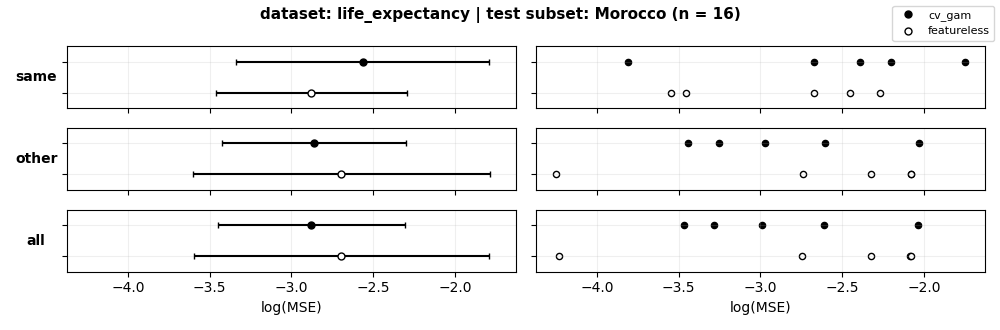 dataset: life_expectancy | test subset: Morocco (n = 16)
cv_gam
featureless
same
other
all
−4.0 −3.5 −3.0 −2.5 −2.0
−4.0 −3.5 −3.0 −2.5 −2.0
log(MSE)
log(MSE)